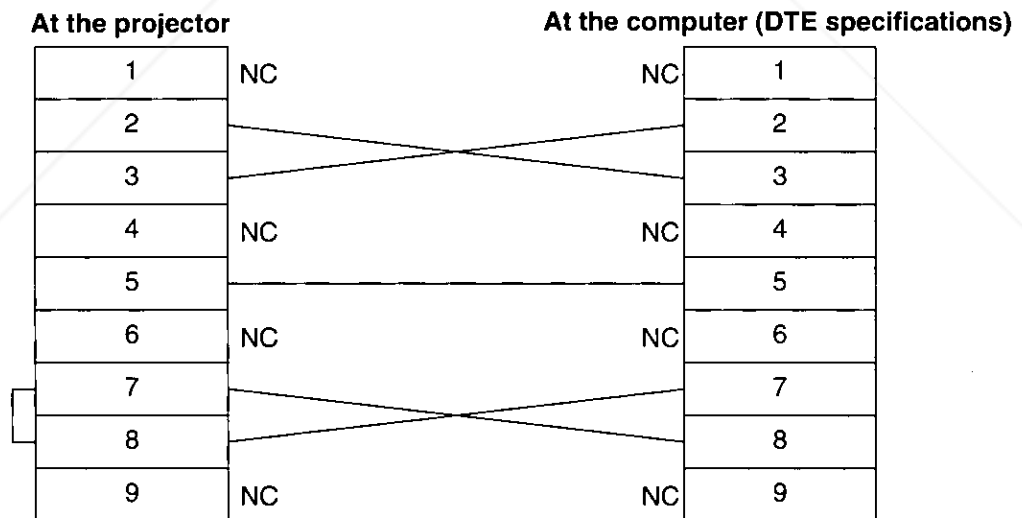 At the projector At the computer (DTE specifications)
1 NC NC 1
2 2
3 3
4 NC NC 4
5 5
6 NC NC 6
7 7
8 8
9 NC NC 9